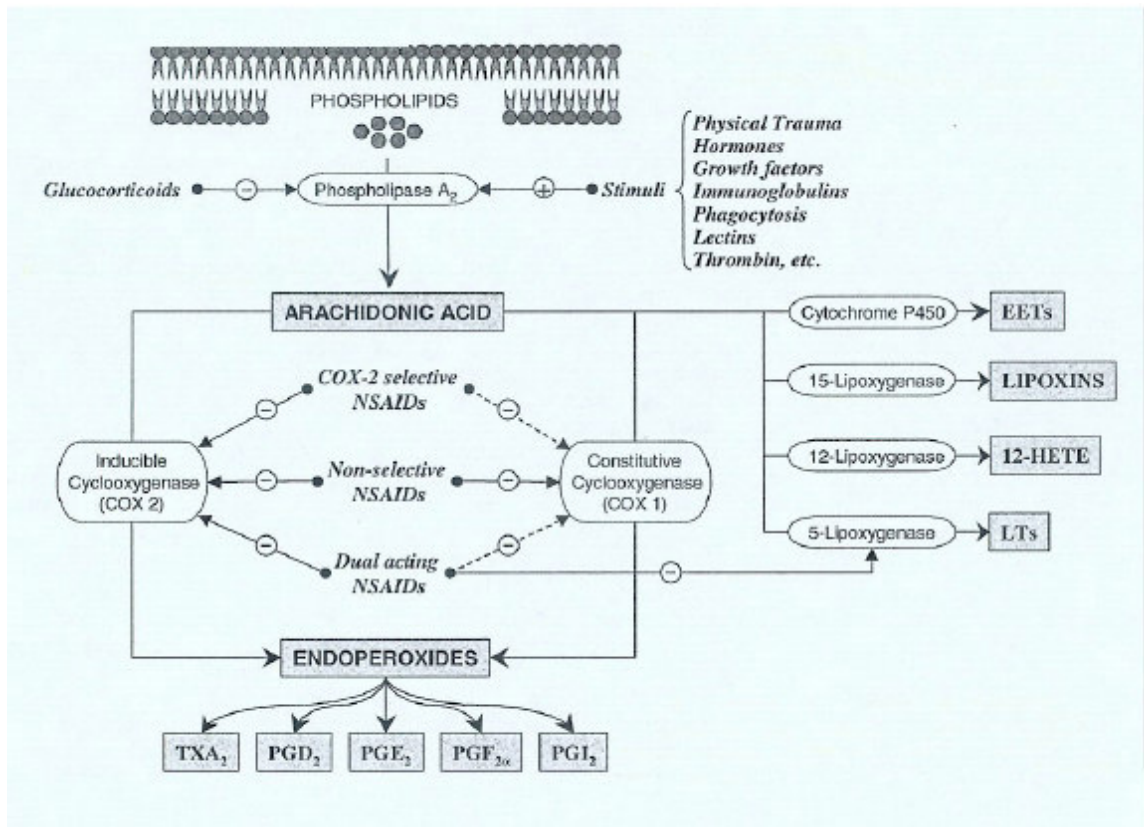 PHOSPHOLIPIDS
Physical Trauma
Hormones
Growth factors
Immunoglobulins
Phagocytosis
Lectins
Thrombin, etc.
Glucocorticoids
−
Phospholipase A₂
+
Stimuli
ARACHIDONIC ACID
Cytochrome P450
EETs
COX-2 selective
NSAIDs
−
−
15-Lipoxygenase
LIPOXINS
Inducible
Cyclooxygenase
(COX 2)
−
Non-selective
NSAIDs
−
Constitutive
Cyclooxygenase
(COX 1)
12-Lipoxygenase
12-HETE
5-Lipoxygenase
LTs
−
−
Dual acting
NSAIDs
−
ENDOPEROXIDES
TXA₂
PGD₂
PGE₂
PGF₂α
PGI₂